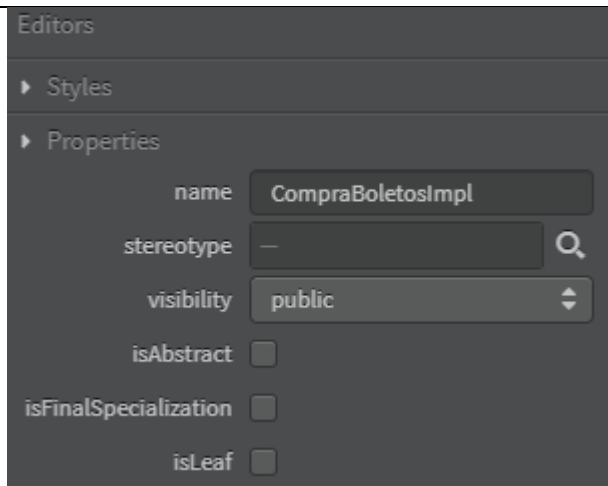 Editors
Styles
Properties
name CompraBoletosImpl
stereotype —
visibility public
isAbstract
isFinalSpecialization
isLeaf